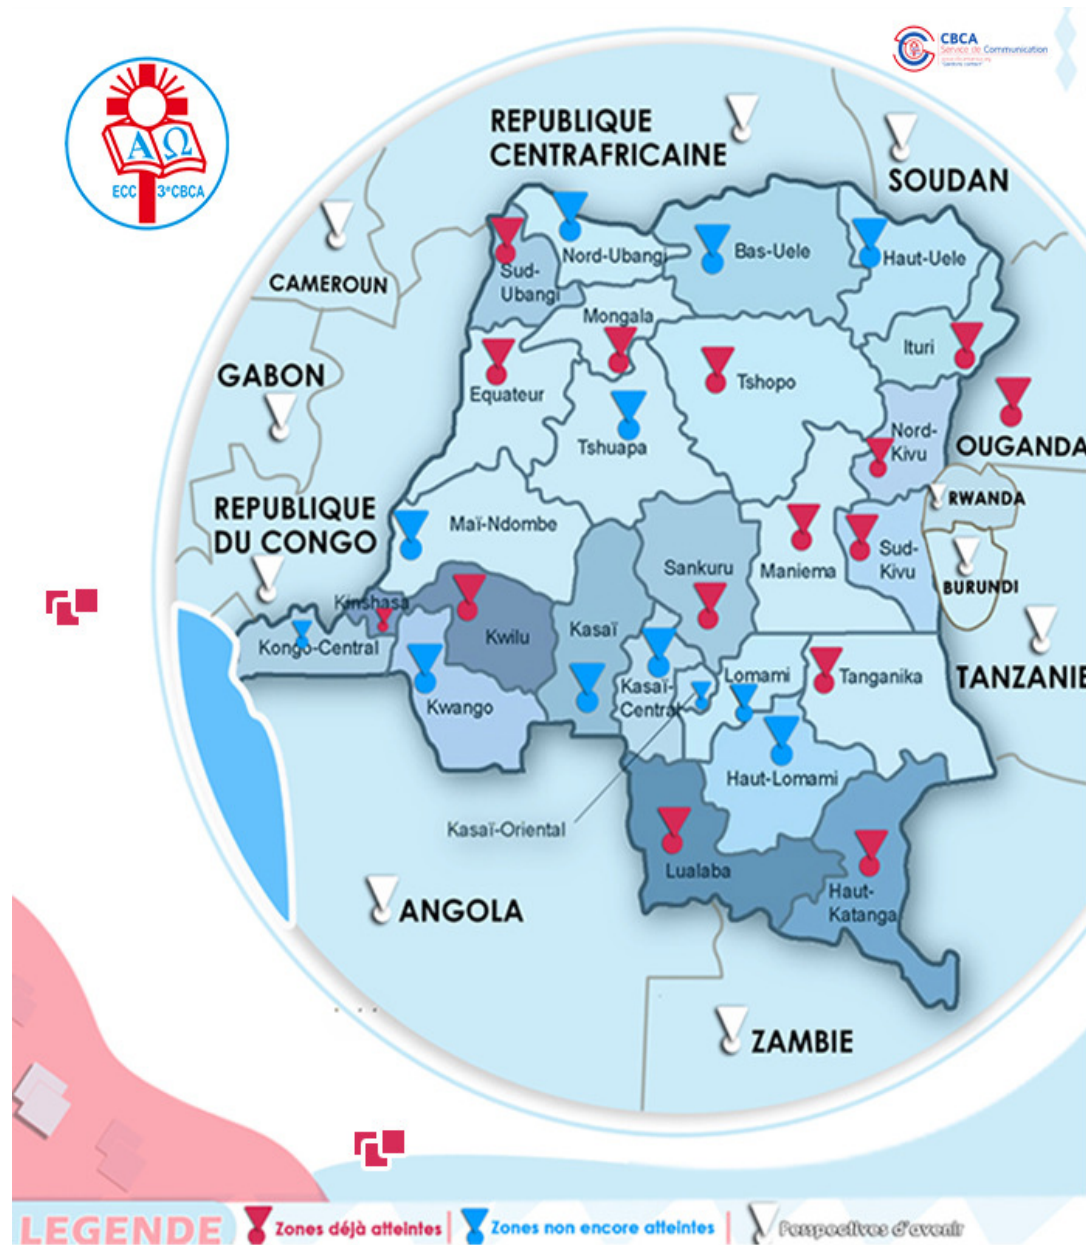 CBCA
Service de Communication
ΑΩ
ECC 3ᵉCBCA
REPUBLIQUE
CENTRAFRICAINE
SOUDAN
CAMEROUN
GABON
REPUBLIQUE
DU CONGO
OUGANDA
RWANDA
BURUNDI
TANZANIE
ANGOLA
ZAMBIE
Sud-
Ubangi
Nord-Ubangi
Bas-Uele
Haut-Uele
Mongala
Ituri
Equateur
Tshopo
Tshuapa
Nord-
Kivu
Maï-Ndombe
Sankuru
Maniema
Sud-
Kivu
Kinshasa
Kongo-Central
Kwilu
Kasaï
Kwango
Kasaï-
Central
Lomami
Tanganika
Haut-Lomami
Kasaï-Oriental
Lualaba
Haut-
Katanga
LEGENDE
Zones déjà atteintes
Zones non encore atteintes
Perspectives d'avenir